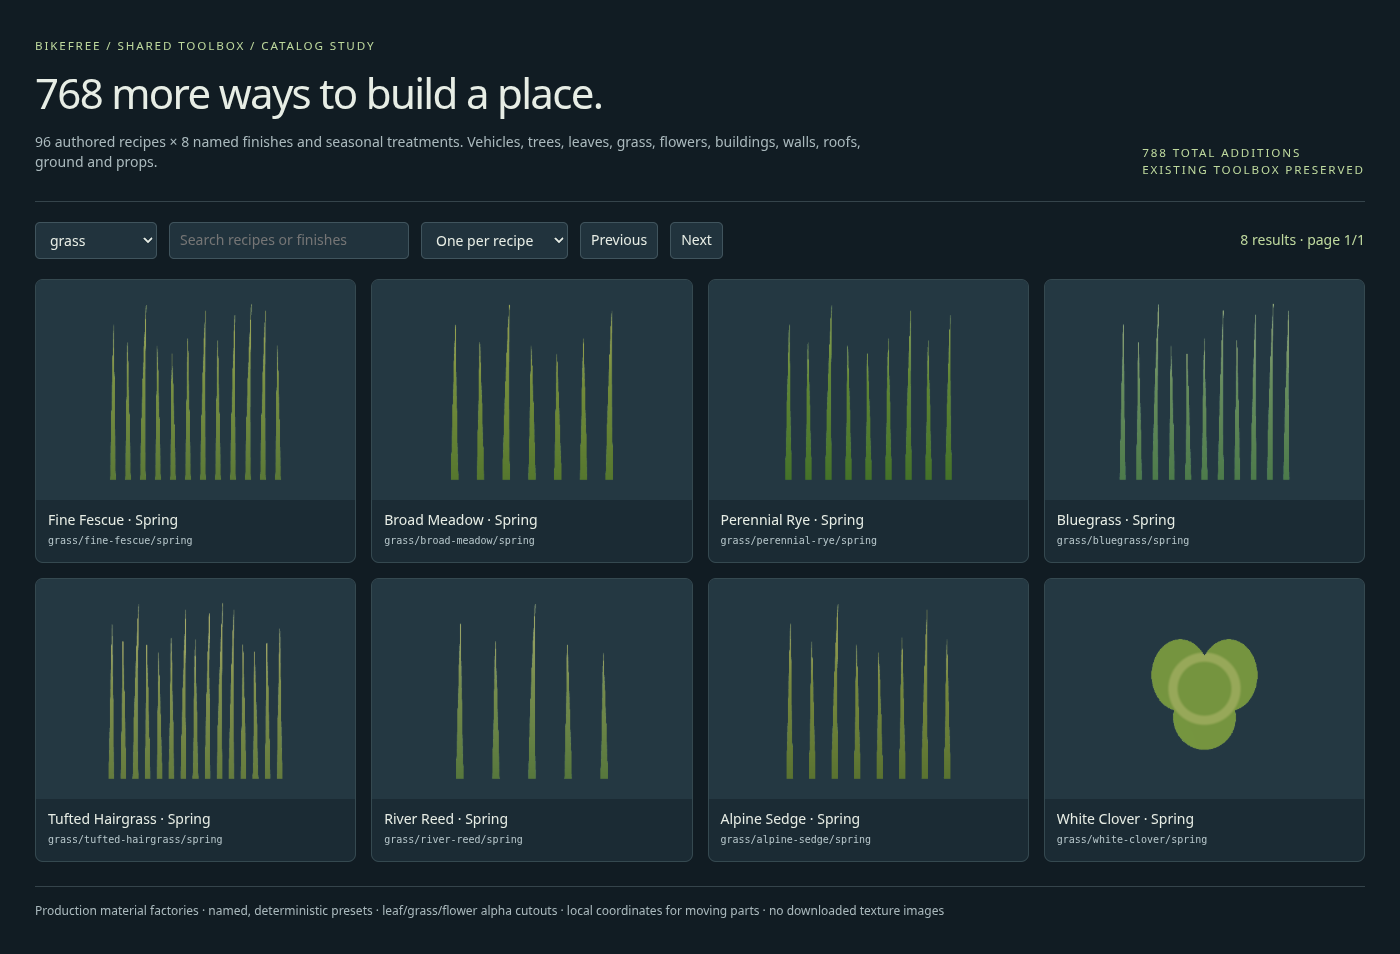 BIKEFREE / SHARED TOOLBOX / CATALOG STUDY
768 more ways to build a place.
96 authored recipes × 8 named finishes and seasonal treatments. Vehicles, trees, leaves, grass, flowers, buildings, walls, roofs,
ground and props.
788 TOTAL ADDITIONS
EXISTING TOOLBOX PRESERVED
grass
Search recipes or finishes
One per recipe
Previous
Next
8 results · page 1/1
Fine Fescue · Spring
grass/fine-fescue/spring
Broad Meadow · Spring
grass/broad-meadow/spring
Perennial Rye · Spring
grass/perennial-rye/spring
Bluegrass · Spring
grass/bluegrass/spring
Tufted Hairgrass · Spring
grass/tufted-hairgrass/spring
River Reed · Spring
grass/river-reed/spring
Alpine Sedge · Spring
grass/alpine-sedge/spring
White Clover · Spring
grass/white-clover/spring
Production material factories · named, deterministic presets · leaf/grass/flower alpha cutouts · local coordinates for moving parts · no downloaded texture images